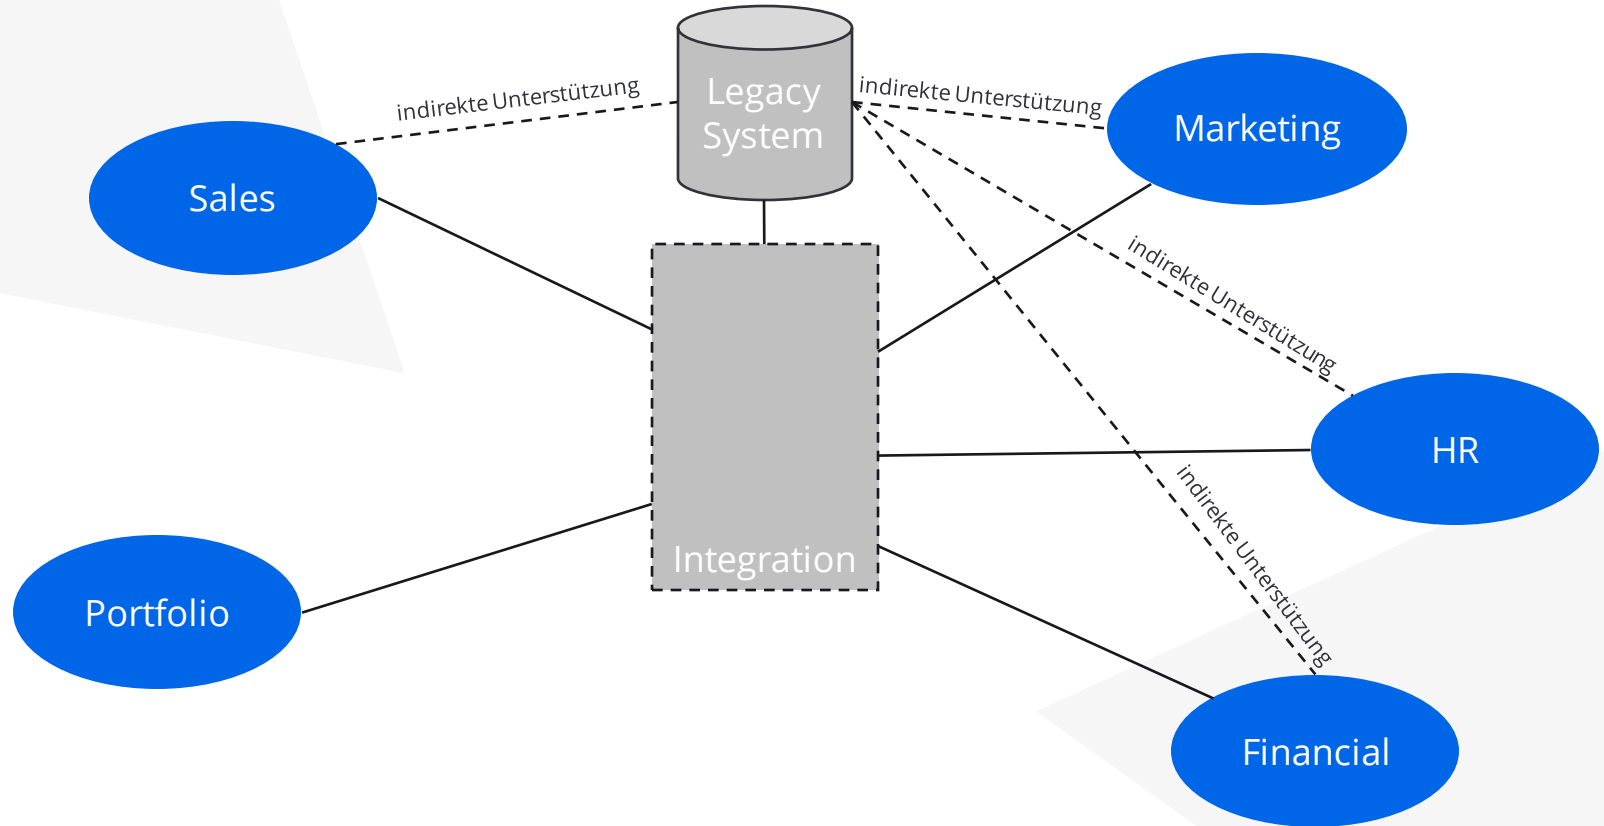 Legacy
System
indirekte Unterstützung
indirekte Unterstützung
Marketing
Sales
indirekte Unterstützung
HR
indirekte Unterstützung
Integration
Portfolio
Financial